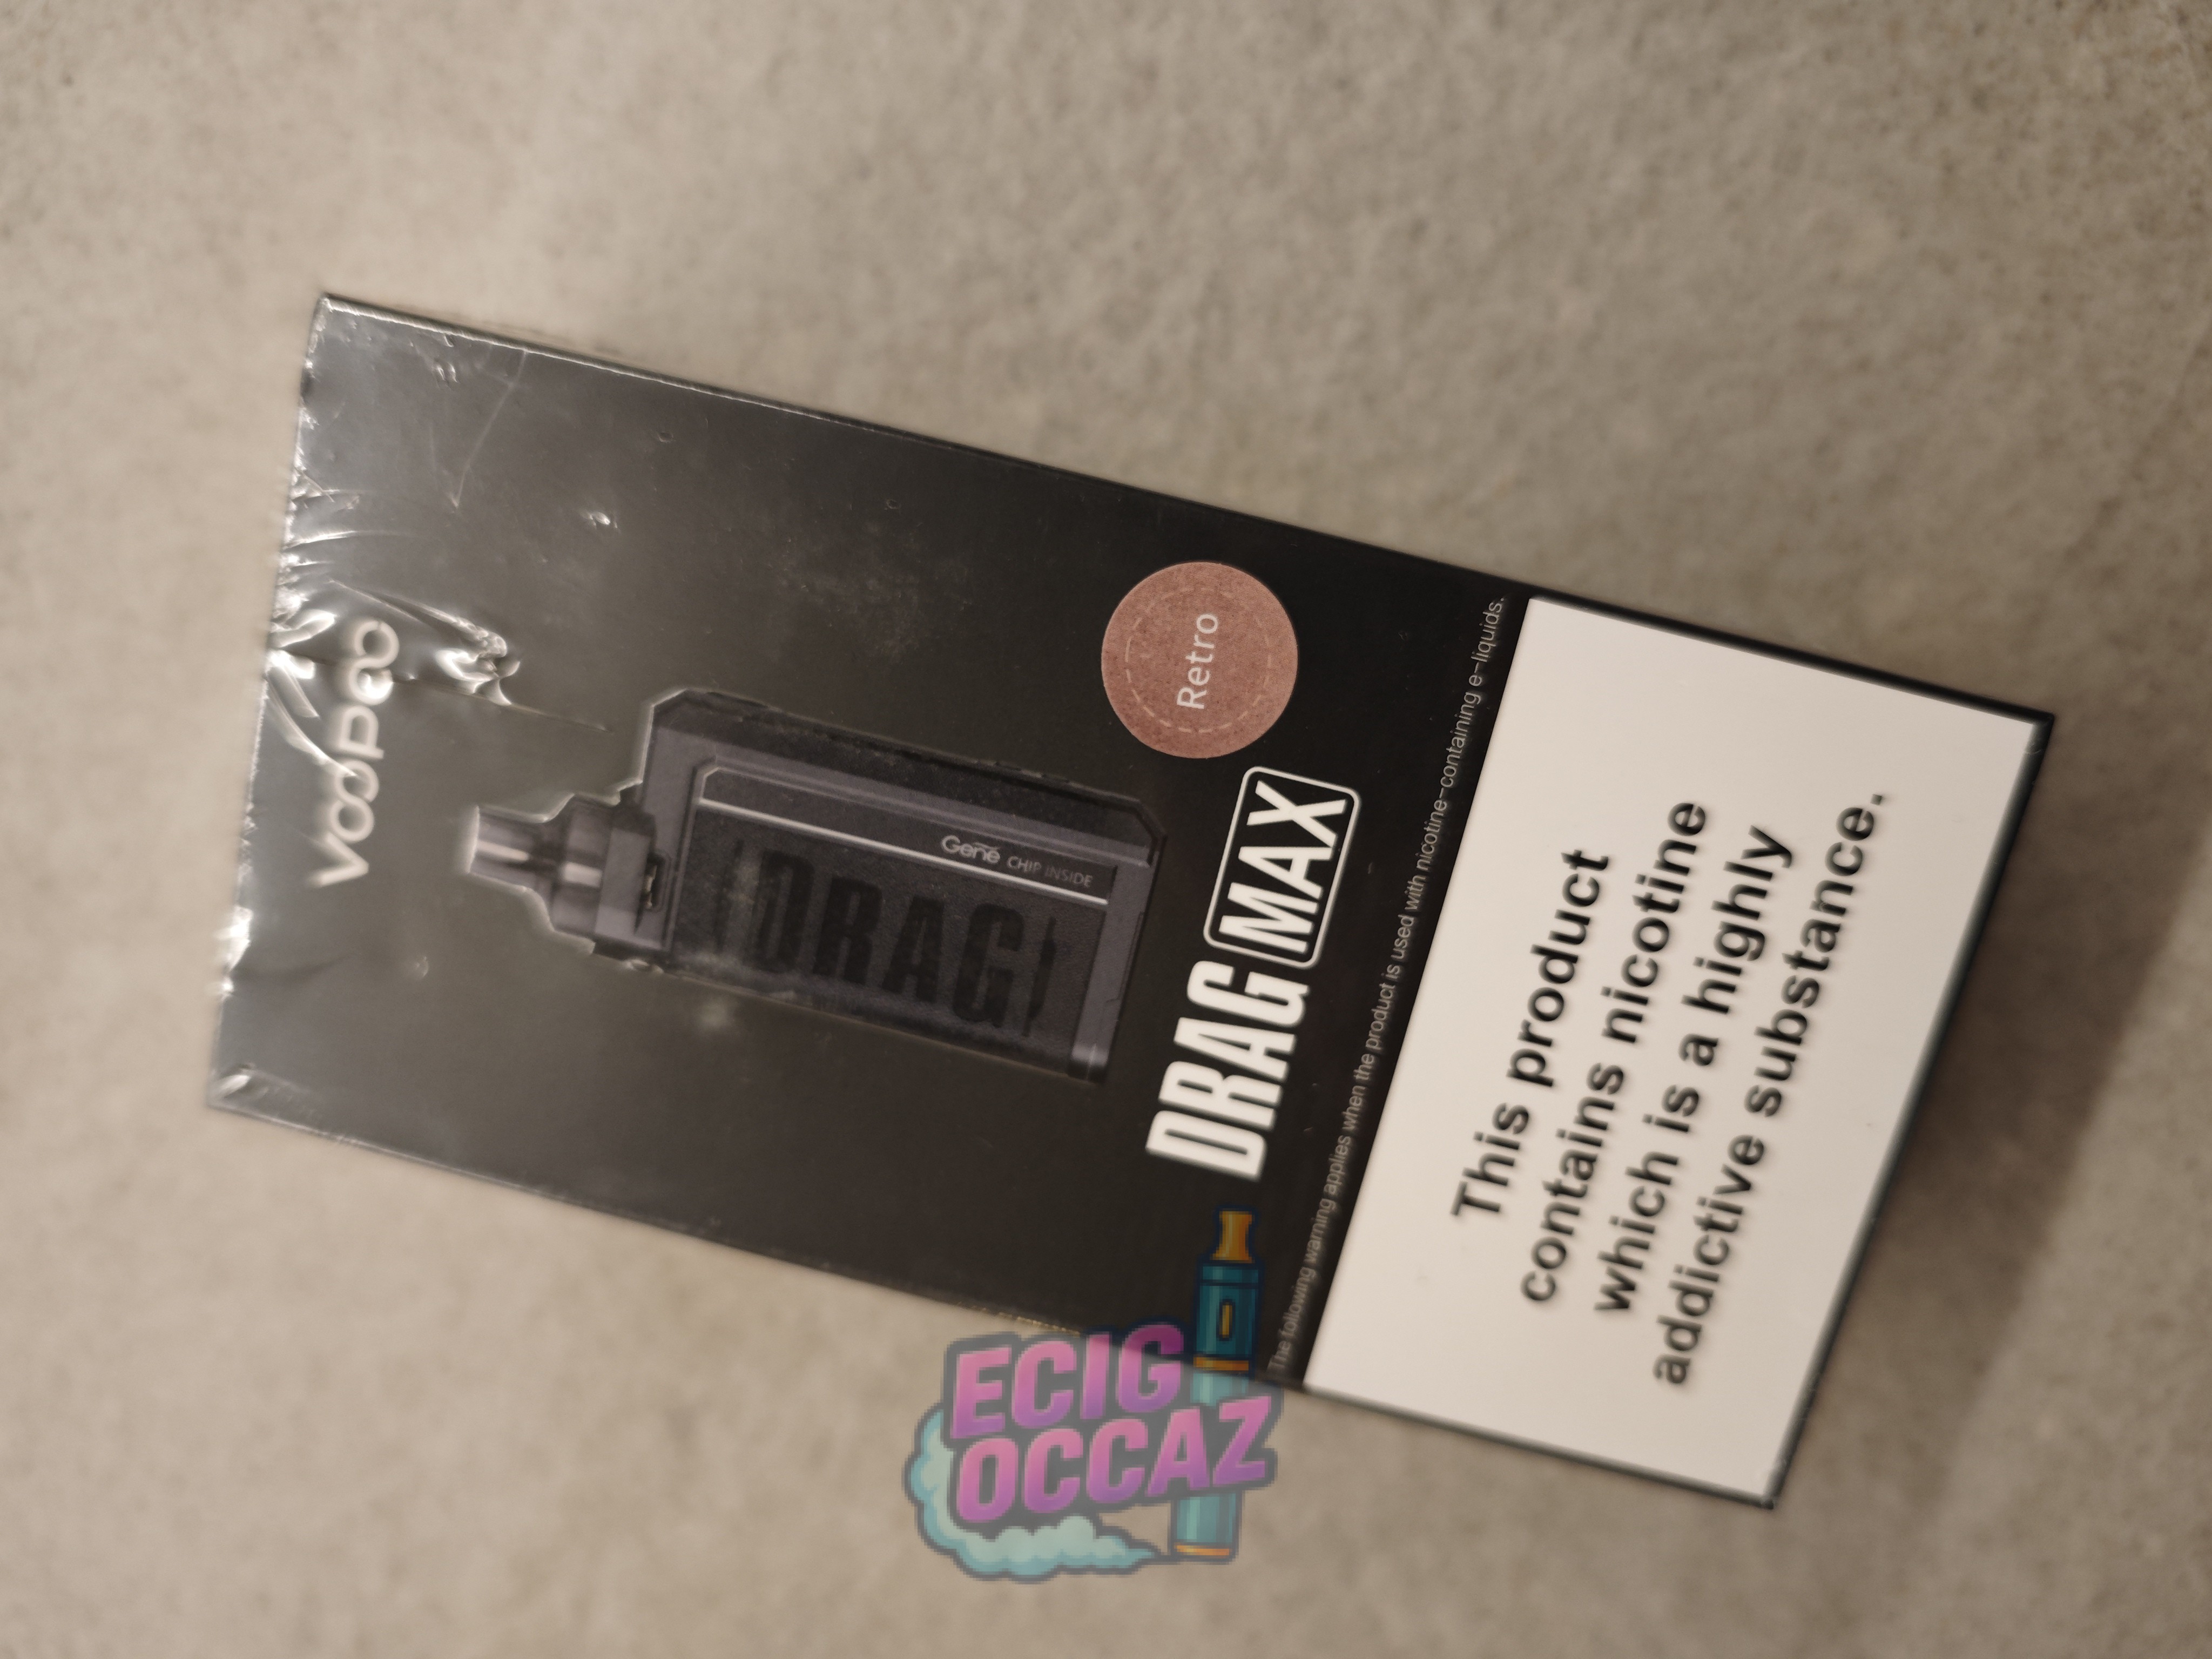 VOOPOO
Gene CHIP INSIDE
DRAG
Retro
DRAG MAX
The following warning applies when the product is used with nicotine-containing e-liquids.
This product
contains nicotine
which is a highly
addictive substance.
ECIG
OCCAZ